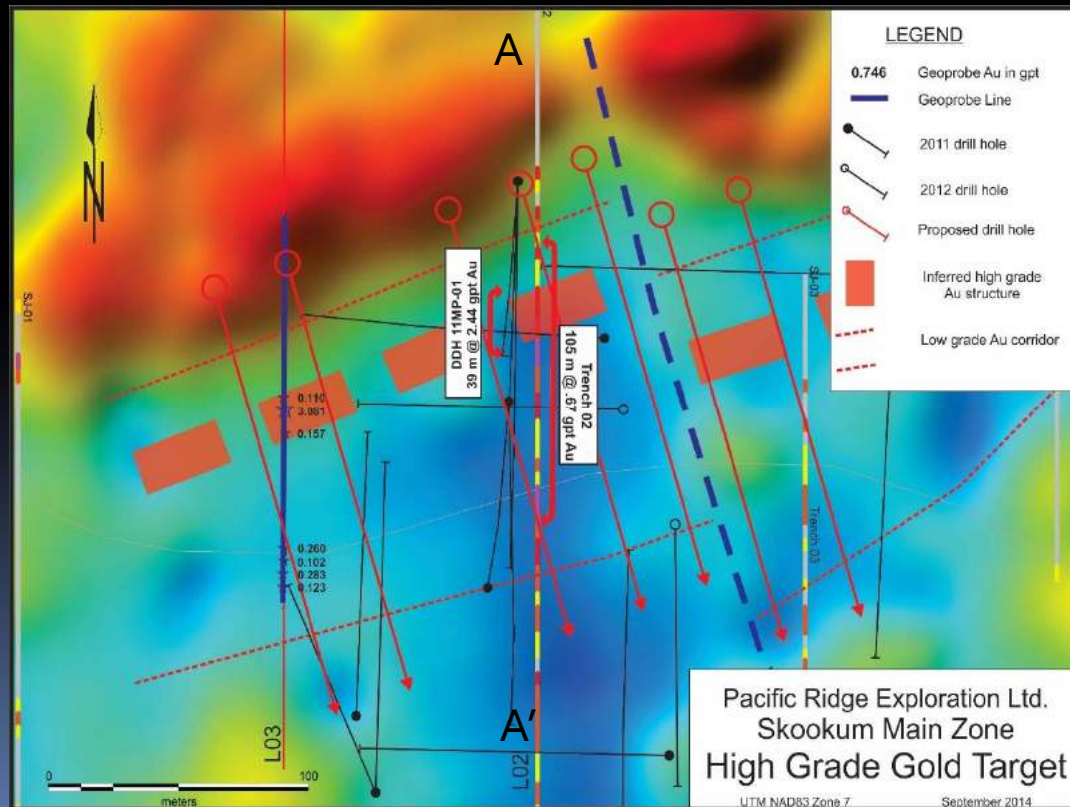 A
2
N
LEGEND
0.746 Geoprobe Au in gpt
Geoprobe Line
2011 drill hole
2012 drill hole
Proposed drill hole
Inferred high grade
Au structure
Low grade Au corridor
SJ-01
SJ-03
DDH 11MP-01
39 m @ 2.44 gpt Au
Trench 02
105 m @ .67 gpt Au
0.110
3.081
0.157
0.260
0.102
0.283
0.123
Trench 03
L03
A'
L02
0 100
meters
Pacific Ridge Exploration Ltd.
Skookum Main Zone
High Grade Gold Target
UTM NAD83 Zone 7 September 2014